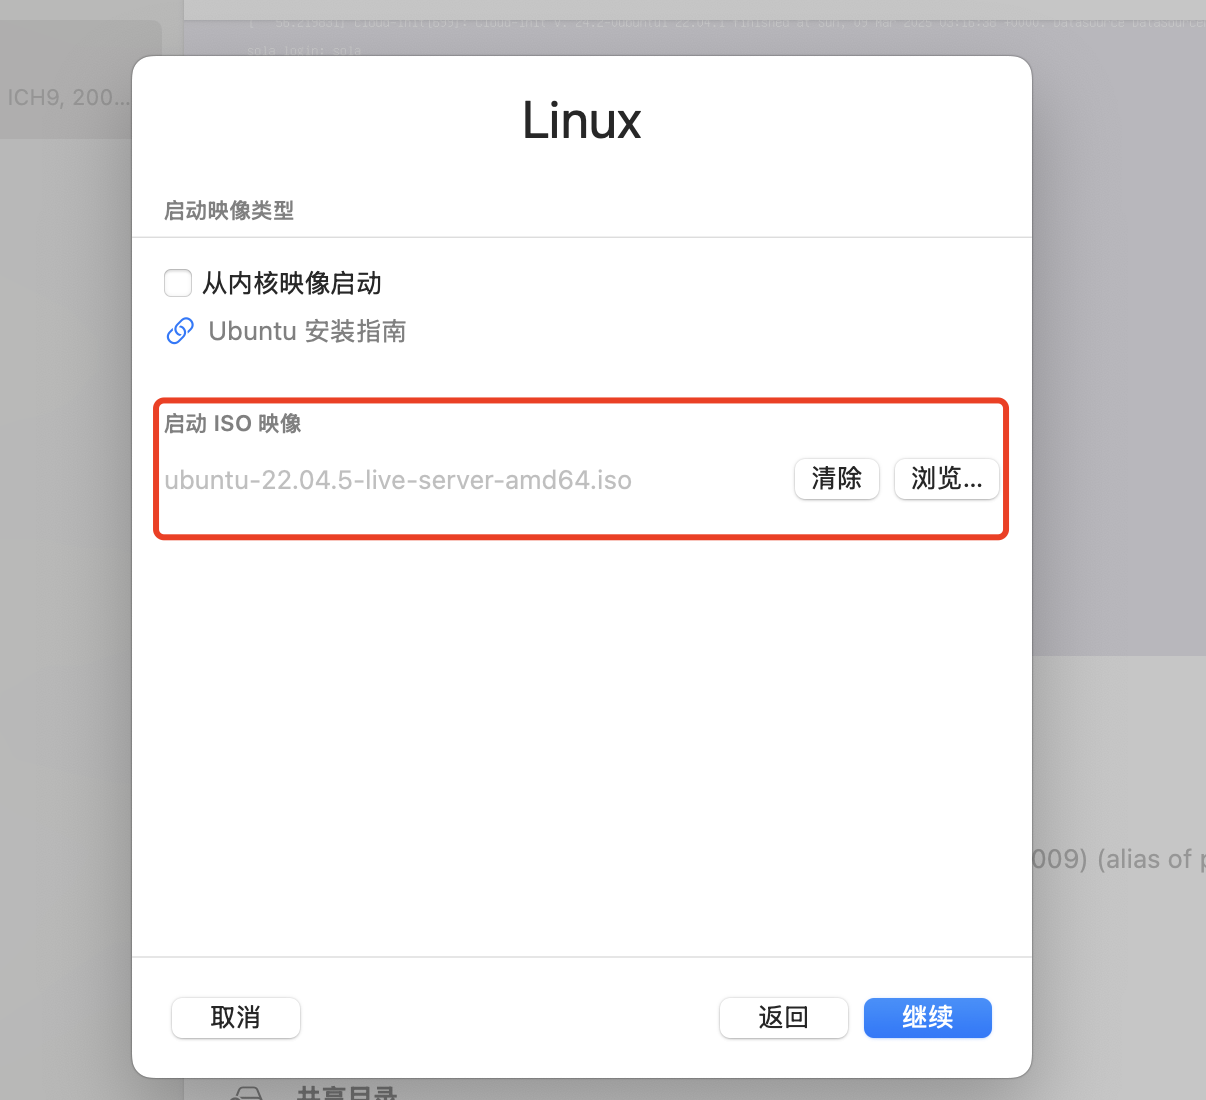 sola login: sola
ICH9, 200...
Linux
启动映像类型
从内核映像启动
Ubuntu 安装指南
启动 ISO 映像
ubuntu-22.04.5-live-server-amd64.iso
清除
浏览...
009) (alias of p
取消
返回
继续
共享目录